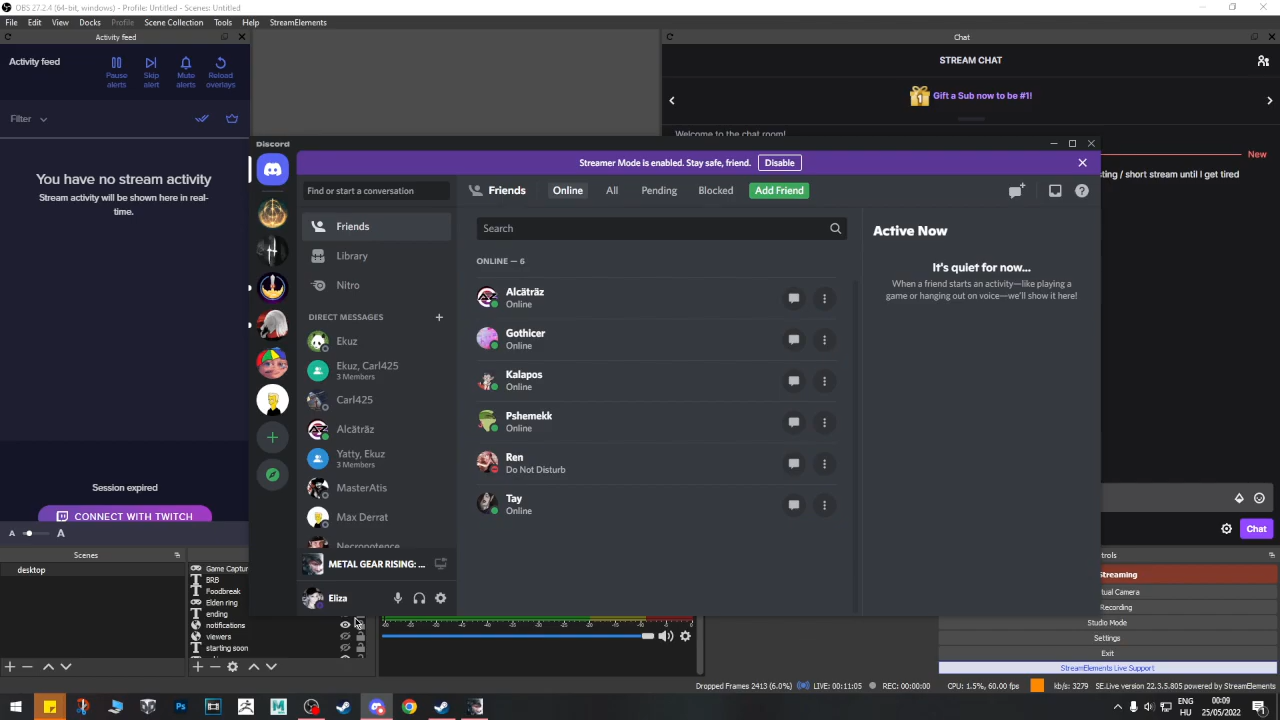 OBS 27.2.4 (64-bit, windows) - Profile: Untitled - Scenes: Untitled
File Edit View Docks Profile Scene Collection Tools Help StreamElements
Activity feed
Chat
Activity feed
Pause alerts
Skip alert
Mute alerts
Reload overlays
Filter
You have no stream activity
Stream activity will be shown here in real-
time.
Session expired
CONNECT WITH TWITCH
A A
STREAM CHAT
Gift a Sub now to be #1!
Welcome to the chat room!
New
sting / short stream until I get tired
Chat
Discord
Streamer Mode is enabled. Stay safe, friend. Disable
Find or start a conversation
Friends Online All Pending Blocked Add Friend
Friends
Library
Nitro
DIRECT MESSAGES
Ekuz
Ekuz, Carl425
3 Members
Carl425
Alcäträz
Yatty, Ekuz
3 Members
MasterAtis
Max Derrat
Necropotence
METAL GEAR RISING: ...
Eliza
Search
ONLINE — 6
Alcäträz
Online
Gothicer
Online
Kalapos
Online
Pshemekk
Online
Ren
Do Not Disturb
Tay
Online
Active Now
It's quiet for now...
When a friend starts an activity—like playing a
game or hanging out on voice—we'll show it here!
Scenes
desktop
Game Captur
BRB
Foodbreak
Elden ring
ending
notifications
viewers
starting soon
trols
Streaming
tual Camera
Recording
Studio Mode
Settings
Exit
StreamElements Live Support
Dropped Frames 2413 (6.0%) LIVE: 00:11:05 REC: 00:00:00 CPU: 1.5%, 60.00 fps kb/s: 3279 SE.Live version 22.3.5.805 powered by StreamElements
HU
00:09
25/05/2022